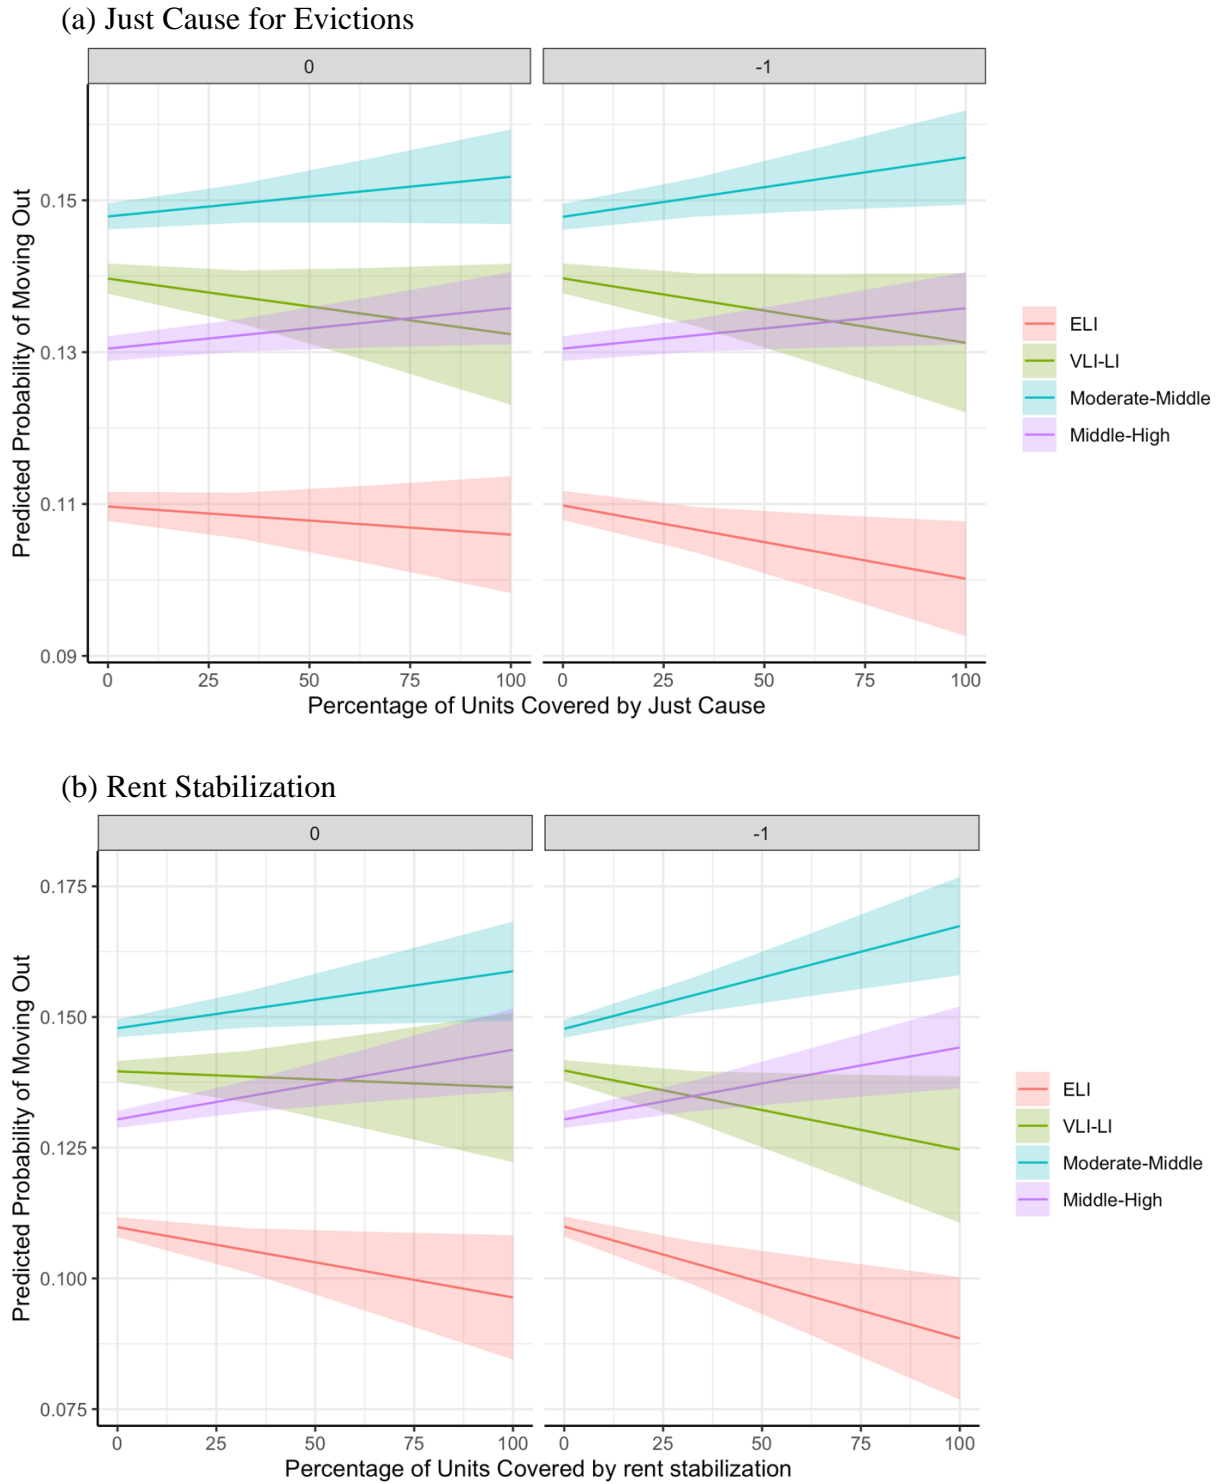 (a) Just Cause for Evictions
0
-1
Predicted Probability of Moving Out
0.15
0.13
0.11
0.09
0 25 50 75 100
0 25 50 75 100
Percentage of Units Covered by Just Cause
ELI
VLI-LI
Moderate-Middle
Middle-High
(b) Rent Stabilization
0
-1
Predicted Probability of Moving Out
0.175
0.150
0.125
0.100
0.075
0 25 50 75 100
0 25 50 75 100
Percentage of Units Covered by rent stabilization
ELI
VLI-LI
Moderate-Middle
Middle-High